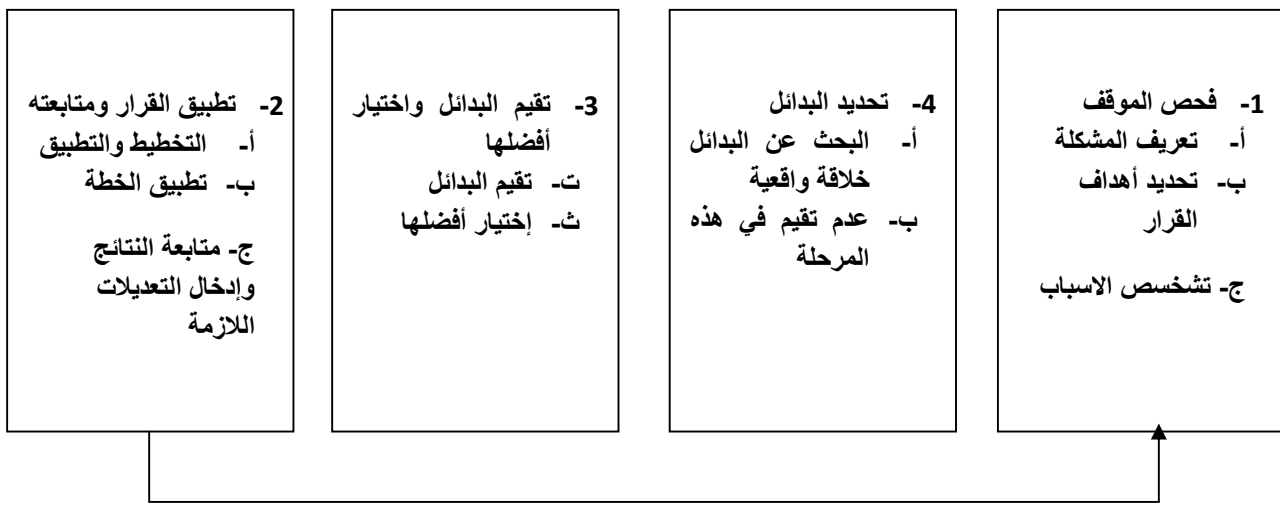 1- فحص الموقف
أ- تعريف المشكلة
ب- تحديد أهداف
القرار
ج- تشخسص الاسباب
4- تحديد البدائل
أ- البحث عن البدائل
خلاقة واقعية
ب- عدم تقيم في هذه
المرحلة
3- تقيم البدائل واختيار
أفضلها
ت- تقيم البدائل
ث- إختيار أفضلها
2- تطبيق القرار ومتابعته
أ- التخطيط والتطبيق
ب- تطبيق الخطة
ج- متابعة النتائج
وإدخال التعديلات
اللازمة